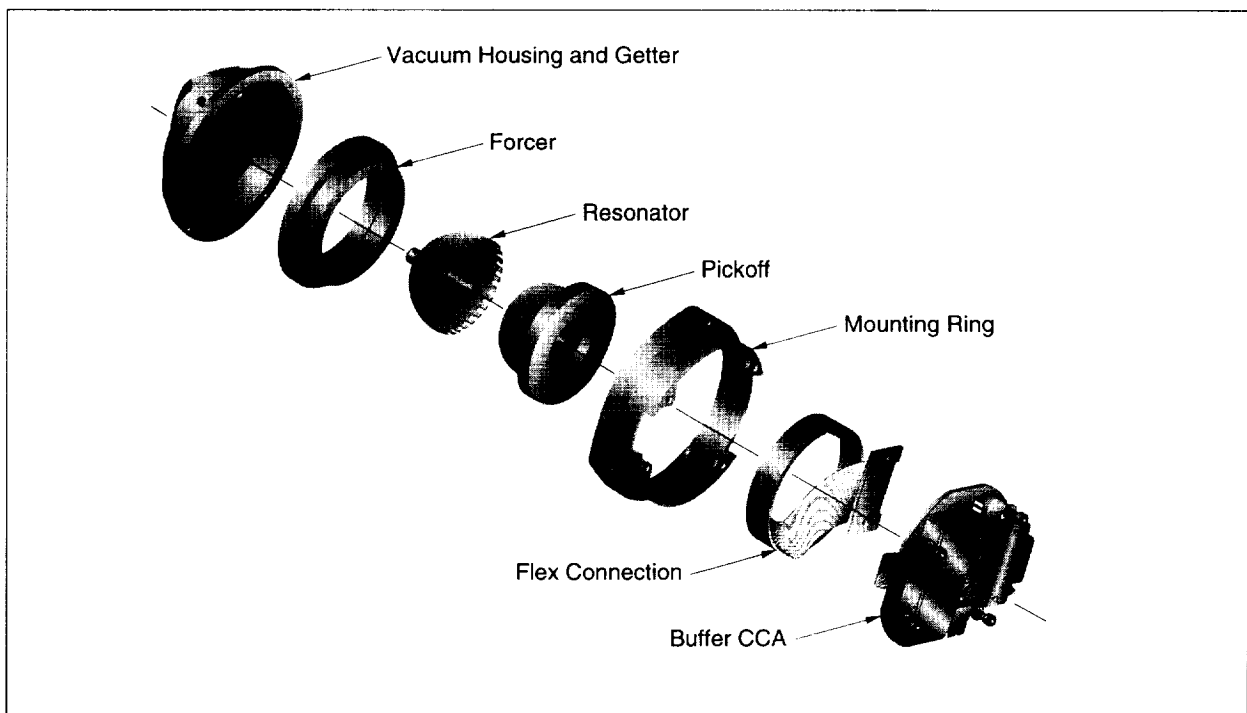 Vacuum Housing and Getter
Forcer
Resonator
Pickoff
Mounting Ring
Flex Connection
Buffer CCA